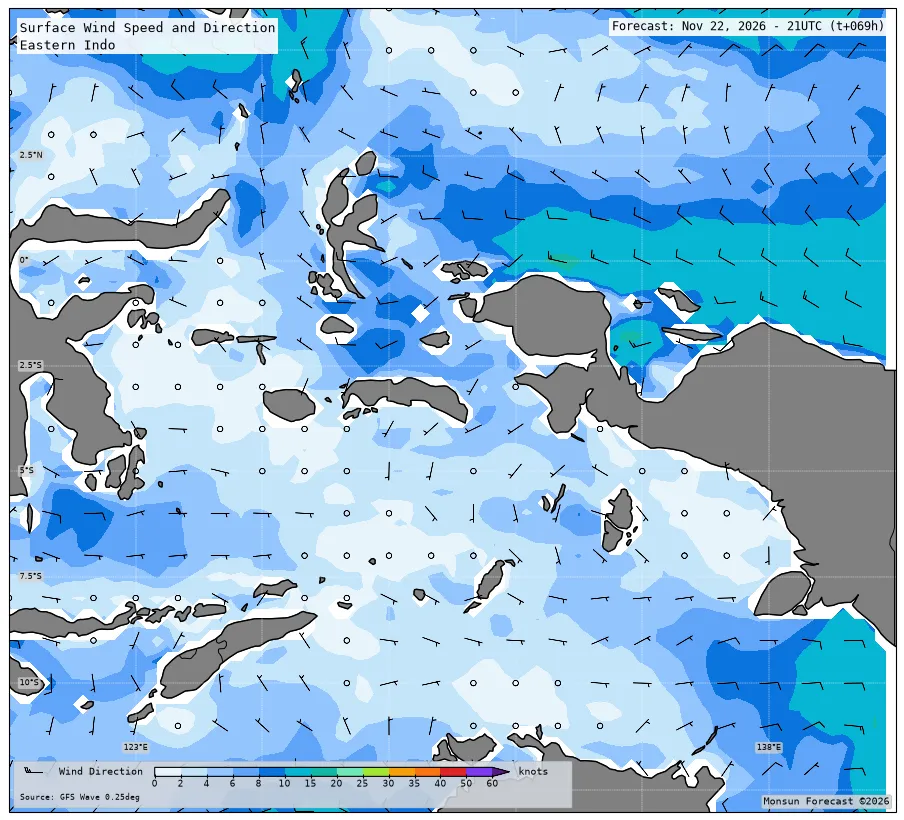 Surface Wind Speed and Direction
Eastern Indo
Forecast: Nov 22, 2026 - 21UTC (t+069h)
2.5°N
0°
2.5°S
5°S
7.5°S
10°S
123°E
138°E
Wind Direction
0 2 4 6 8 10 15 20 25 30 35 40 50 60
knots
Source: GFS Wave 0.25deg
Monsun Forecast ©2026